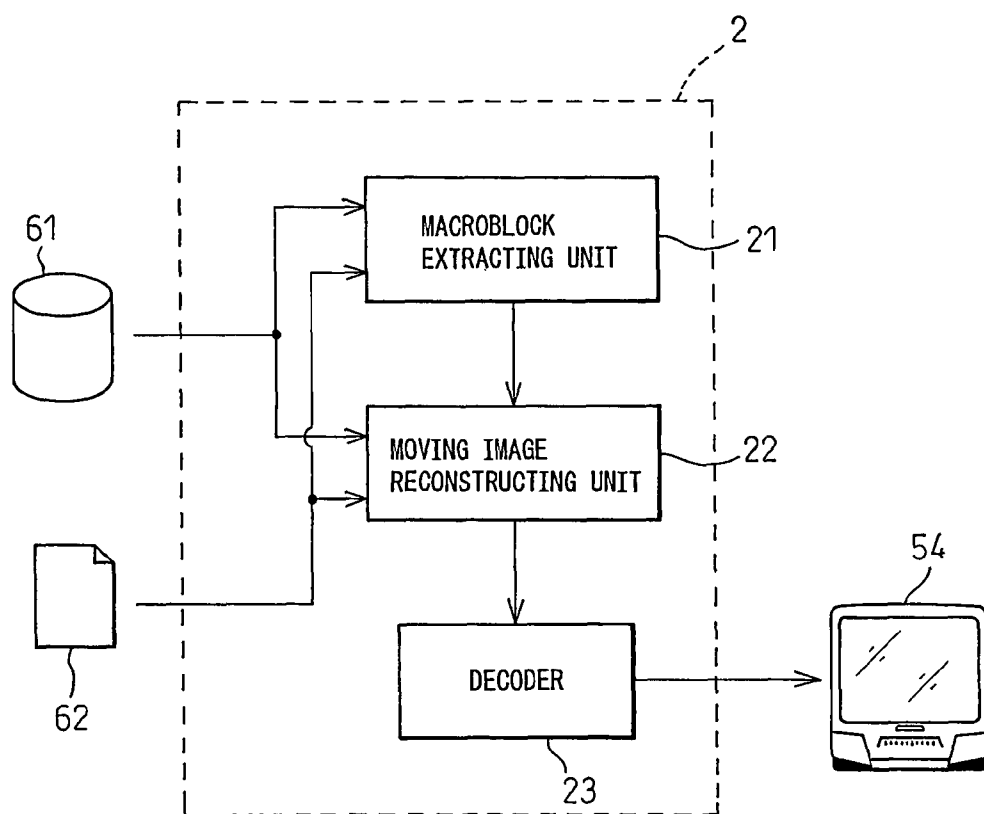 2
61
MACROBLOCK
EXTRACTING UNIT
21
MOVING IMAGE
RECONSTRUCTING UNIT
22
62
DECODER
23
54